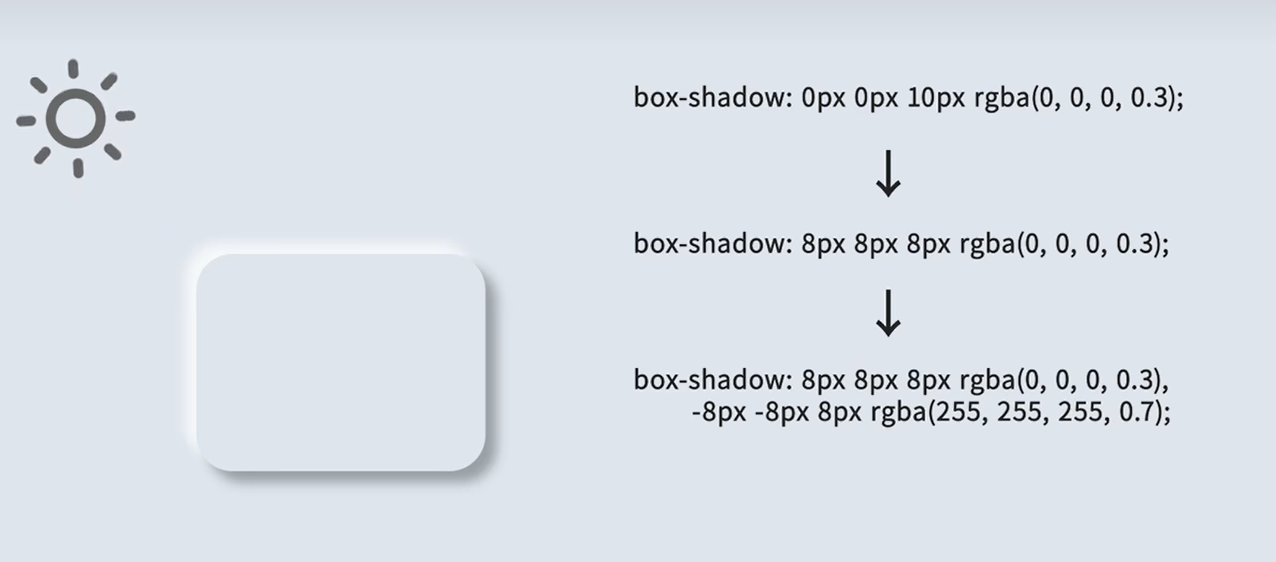 box-shadow: 0px 0px 10px rgba(0, 0, 0, 0.3);
box-shadow: 8px 8px 8px rgba(0, 0, 0, 0.3);
box-shadow: 8px 8px 8px rgba(0, 0, 0, 0.3),
-8px -8px 8px rgba(255, 255, 255, 0.7);